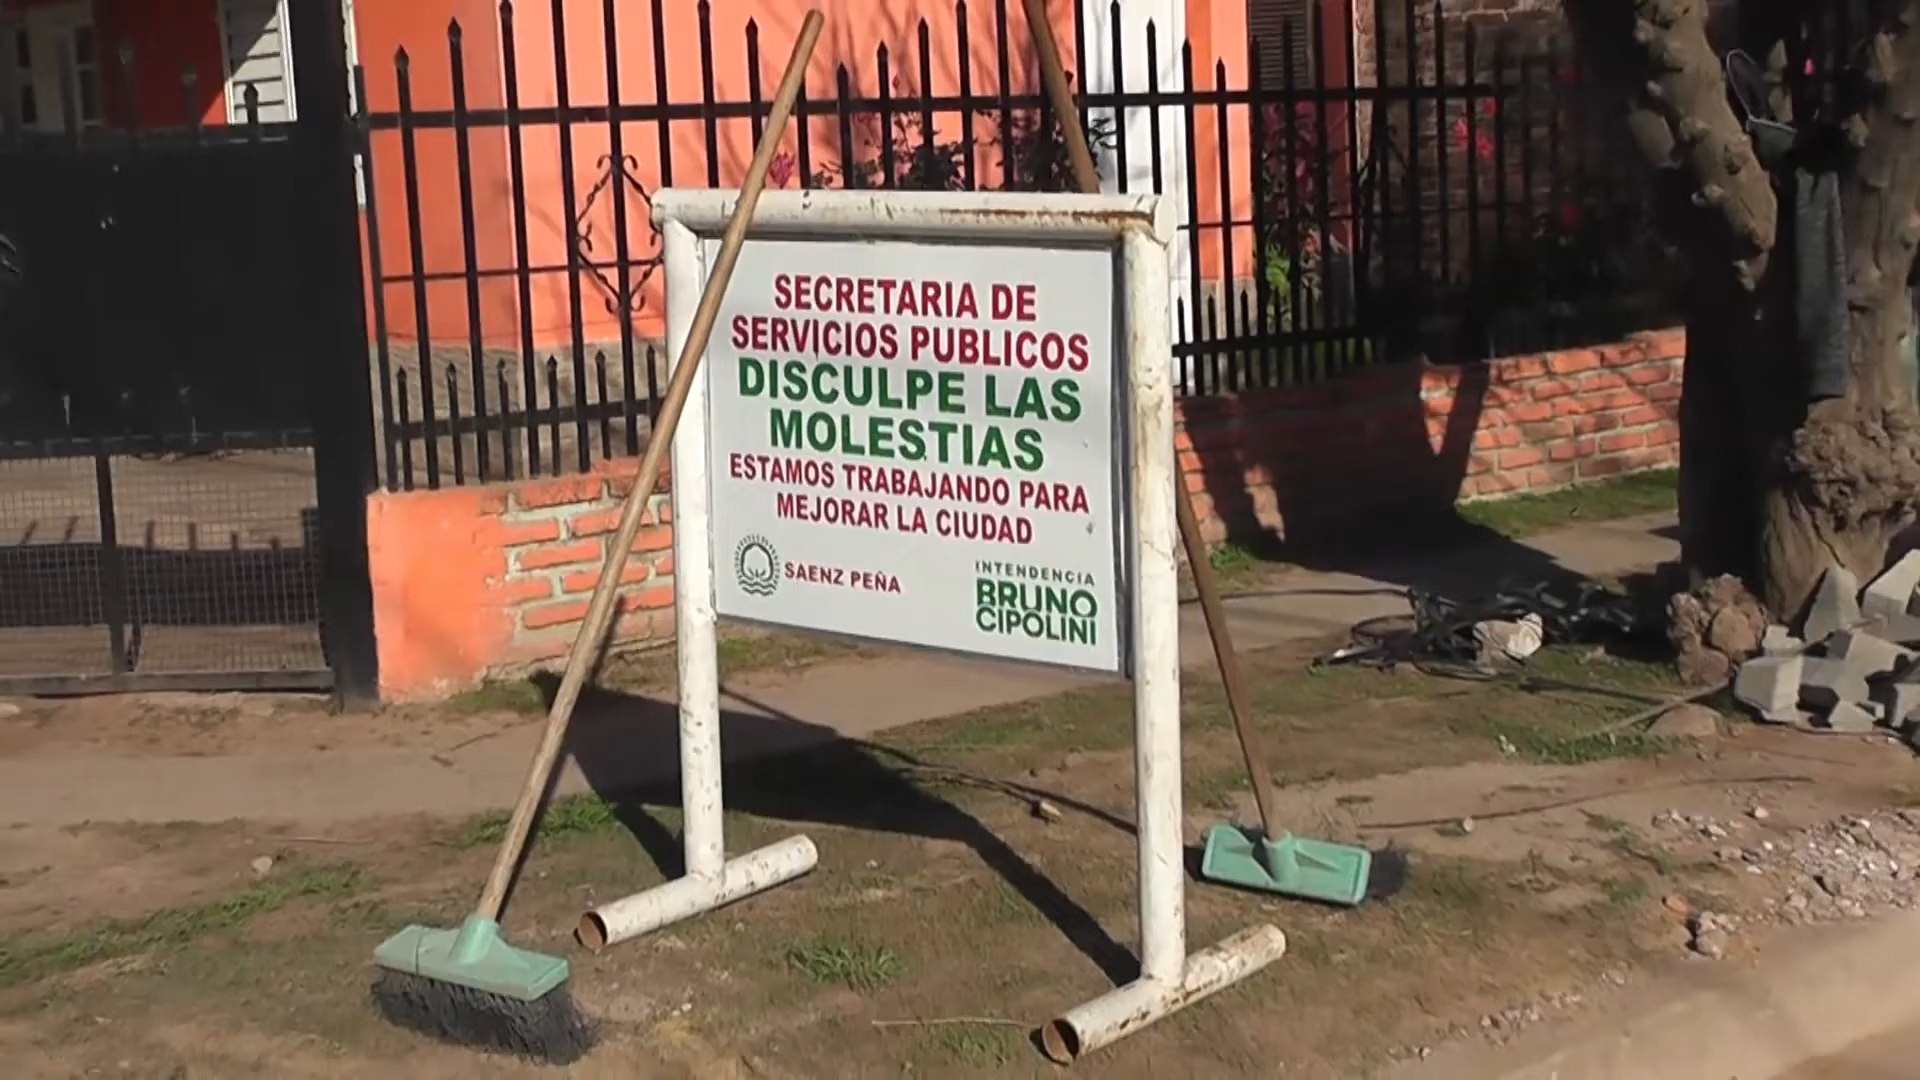 SECRETARIA DE
SERVICIOS PUBLICOS
DISCULPE LAS
MOLESTIAS
ESTAMOS TRABAJANDO PARA
MEJORAR LA CIUDAD
SAENZ PEÑA
INTENDENCIA
BRUNO
CIPOLINI